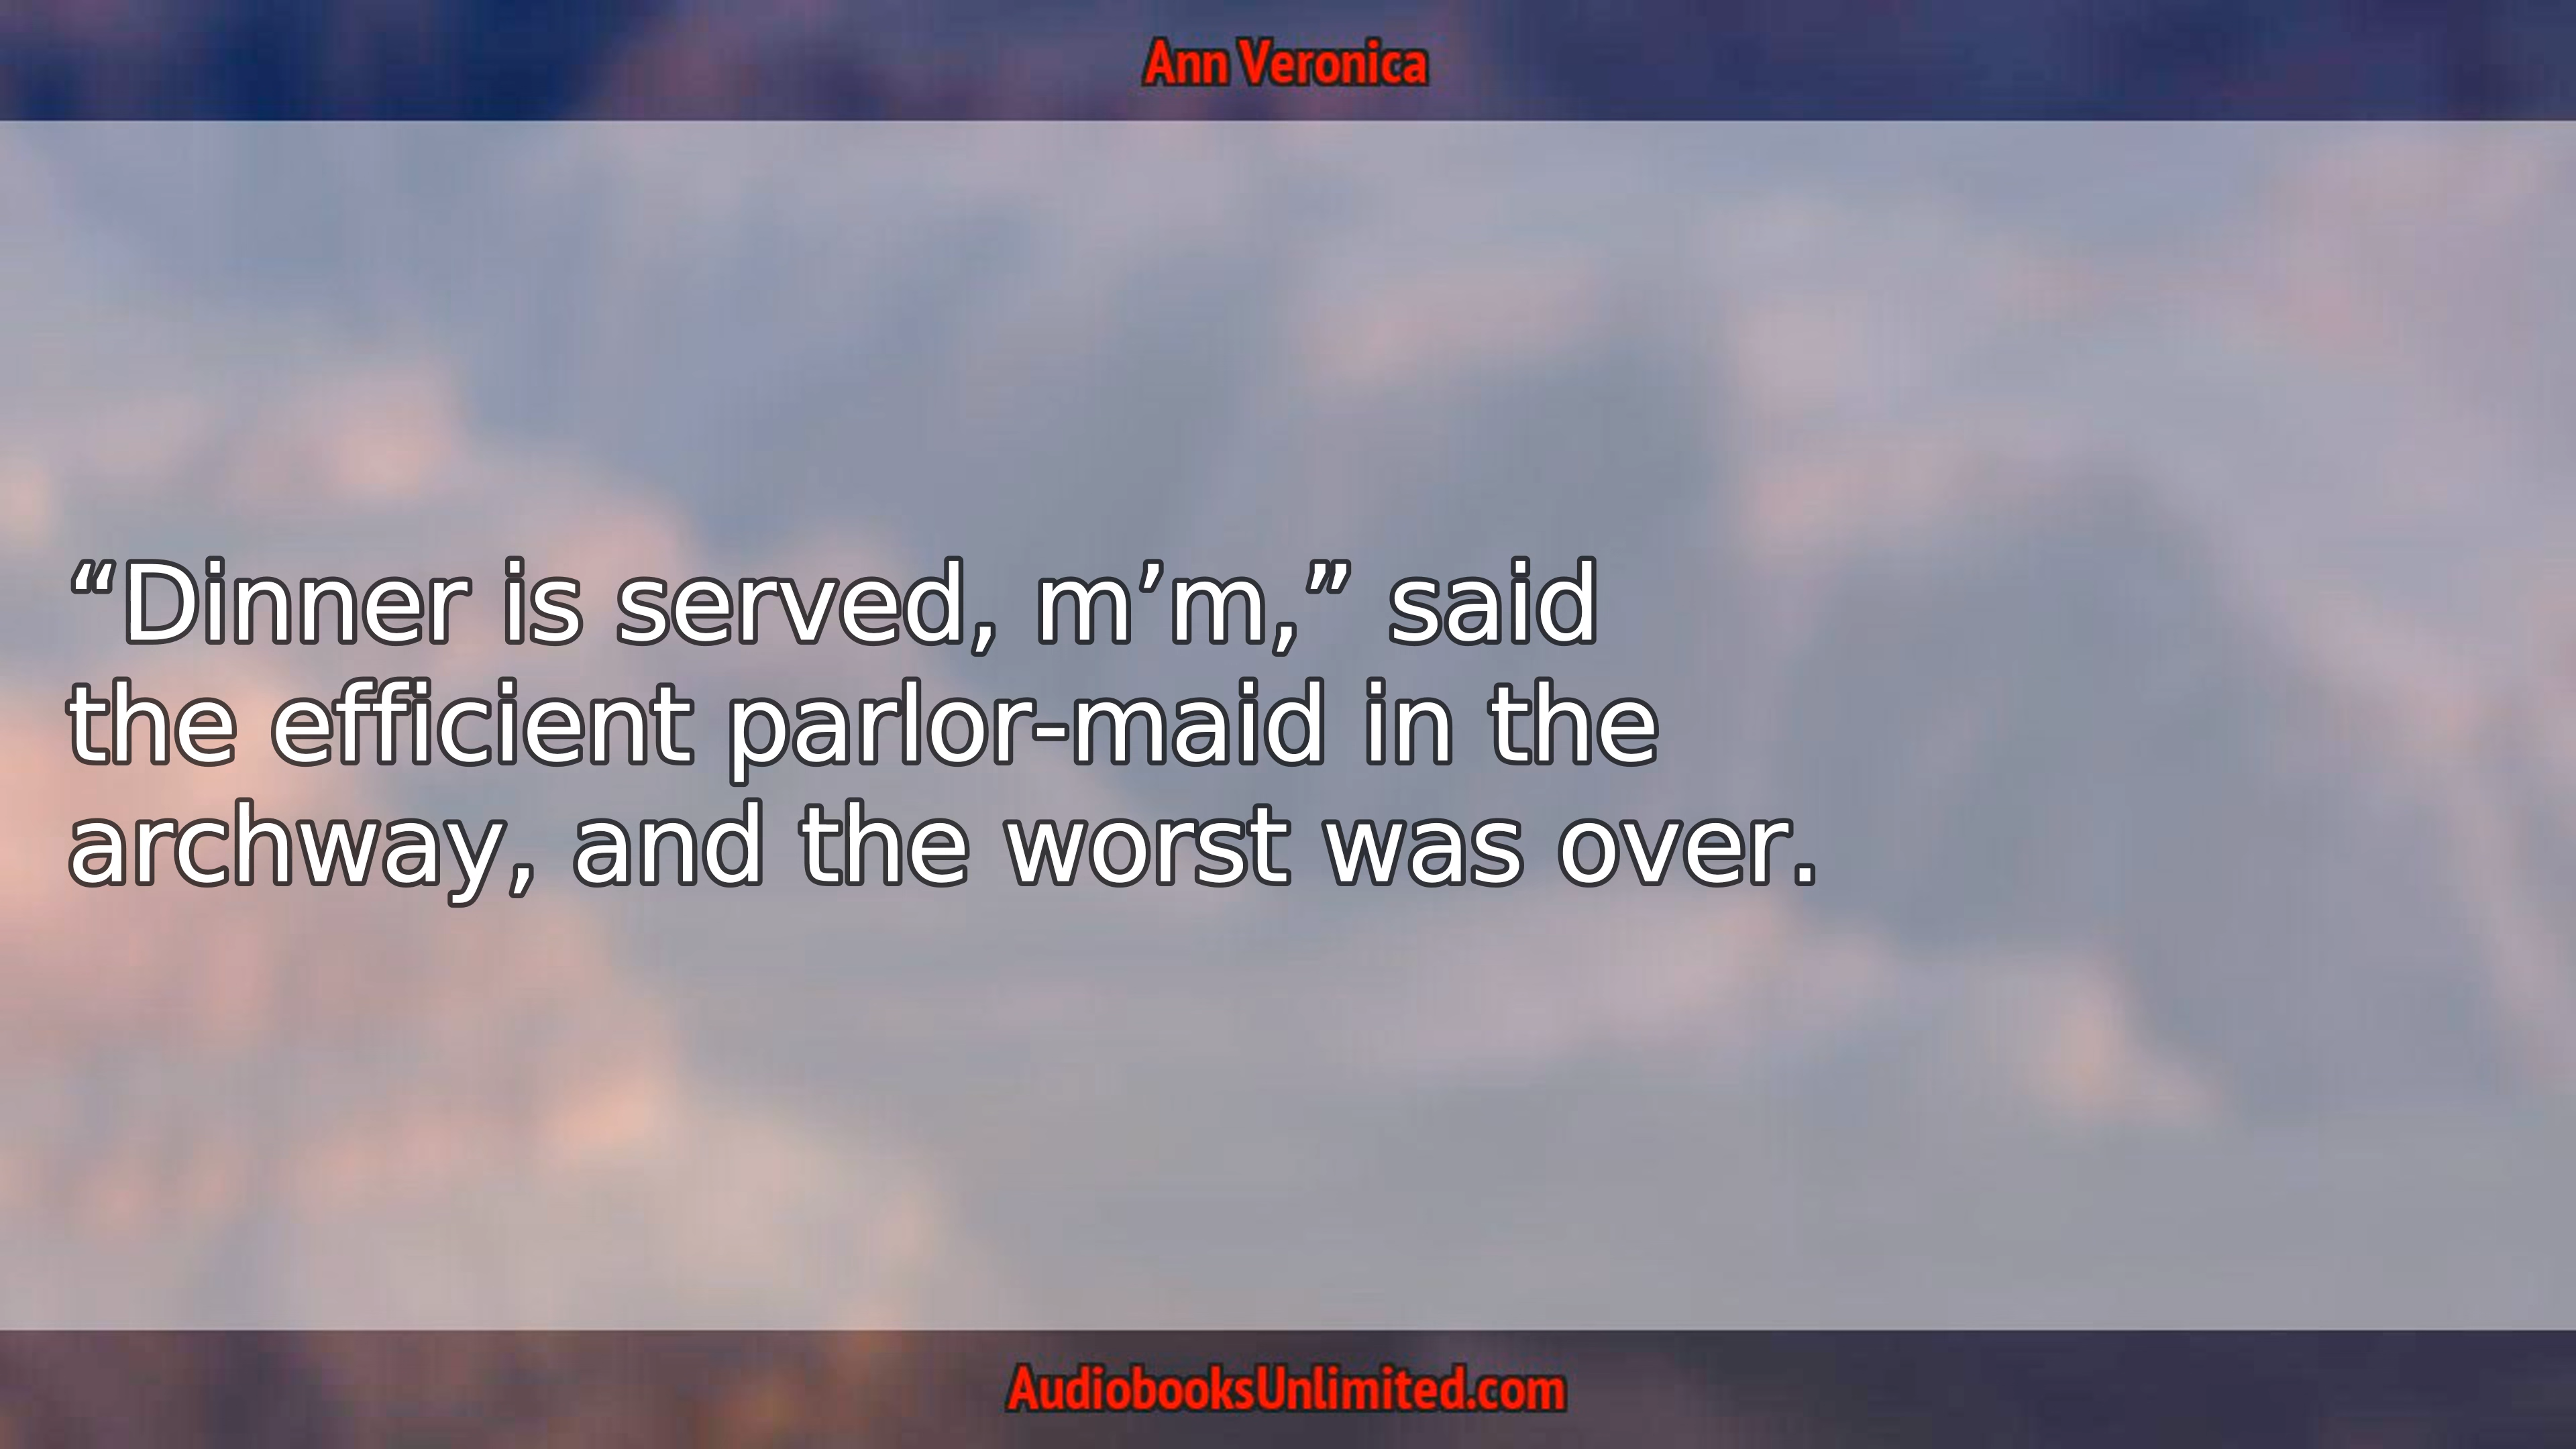 Ann Veronica
“Dinner is served, m’m,” said
the efficient parlor-maid in the
archway, and the worst was over.
AudiobooksUnlimited.com